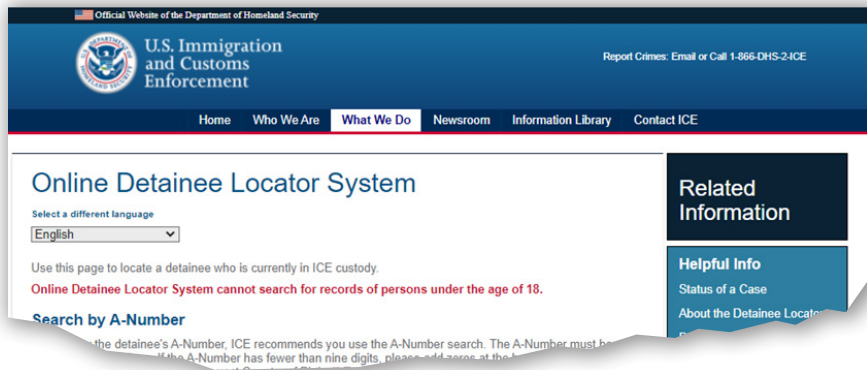 Official Website of the Department of Homeland Security
U.S. Immigration
and Customs
Enforcement
Report Crimes: Email or Call 1-866-DHS-2-ICE
Home Who We Are What We Do Newsroom Information Library Contact ICE
Online Detainee Locator System
Select a different language
English
Use this page to locate a detainee who is currently in ICE custody.
Online Detainee Locator System cannot search for records of persons under the age of 18.
Search by A-Number
the detainee's A-Number, ICE recommends you use the A-Number search. The A-Number must be
If the A-Number has fewer than nine digits, please add zeros at the
Related
Information
Helpful Info
Status of a Case
About the Detainee Locator